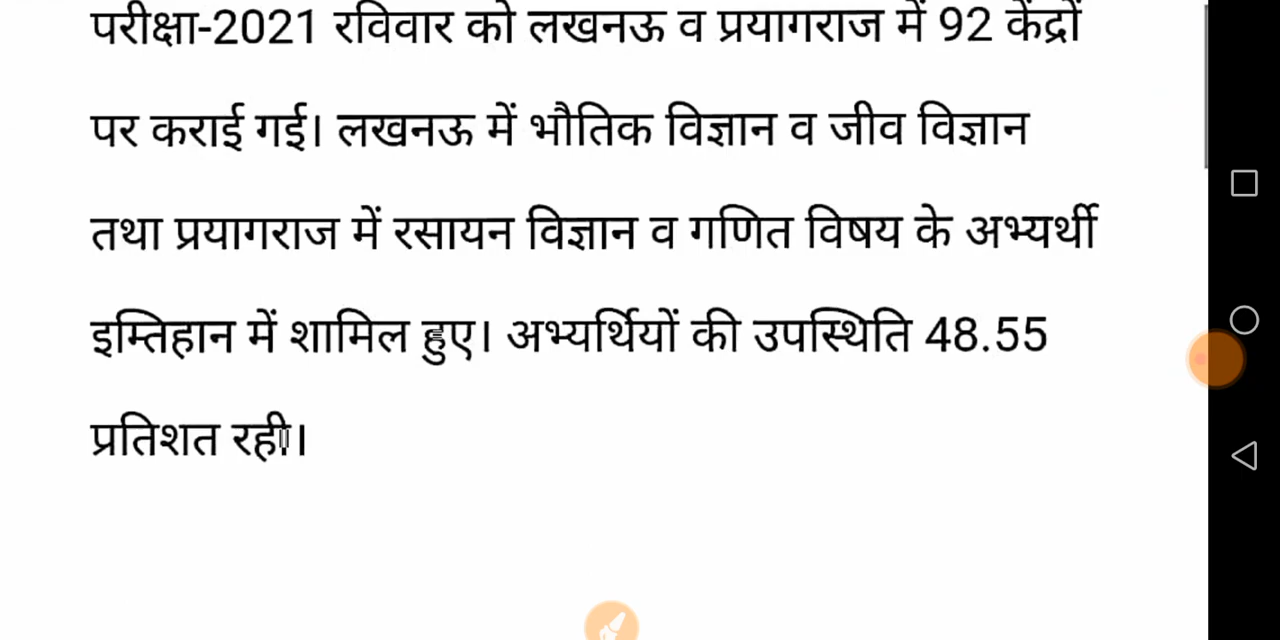 परीक्षा-2021 रविवार को लखनऊ व प्रयागराज में 92 केंद्रों
पर कराई गई। लखनऊ में भौतिक विज्ञान व जीव विज्ञान
तथा प्रयागराज में रसायन विज्ञान व गणित विषय के अभ्यर्थी
इम्तिहान में शामिल हुए। अभ्यर्थियों की उपस्थिति 48.55
प्रतिशत रही।